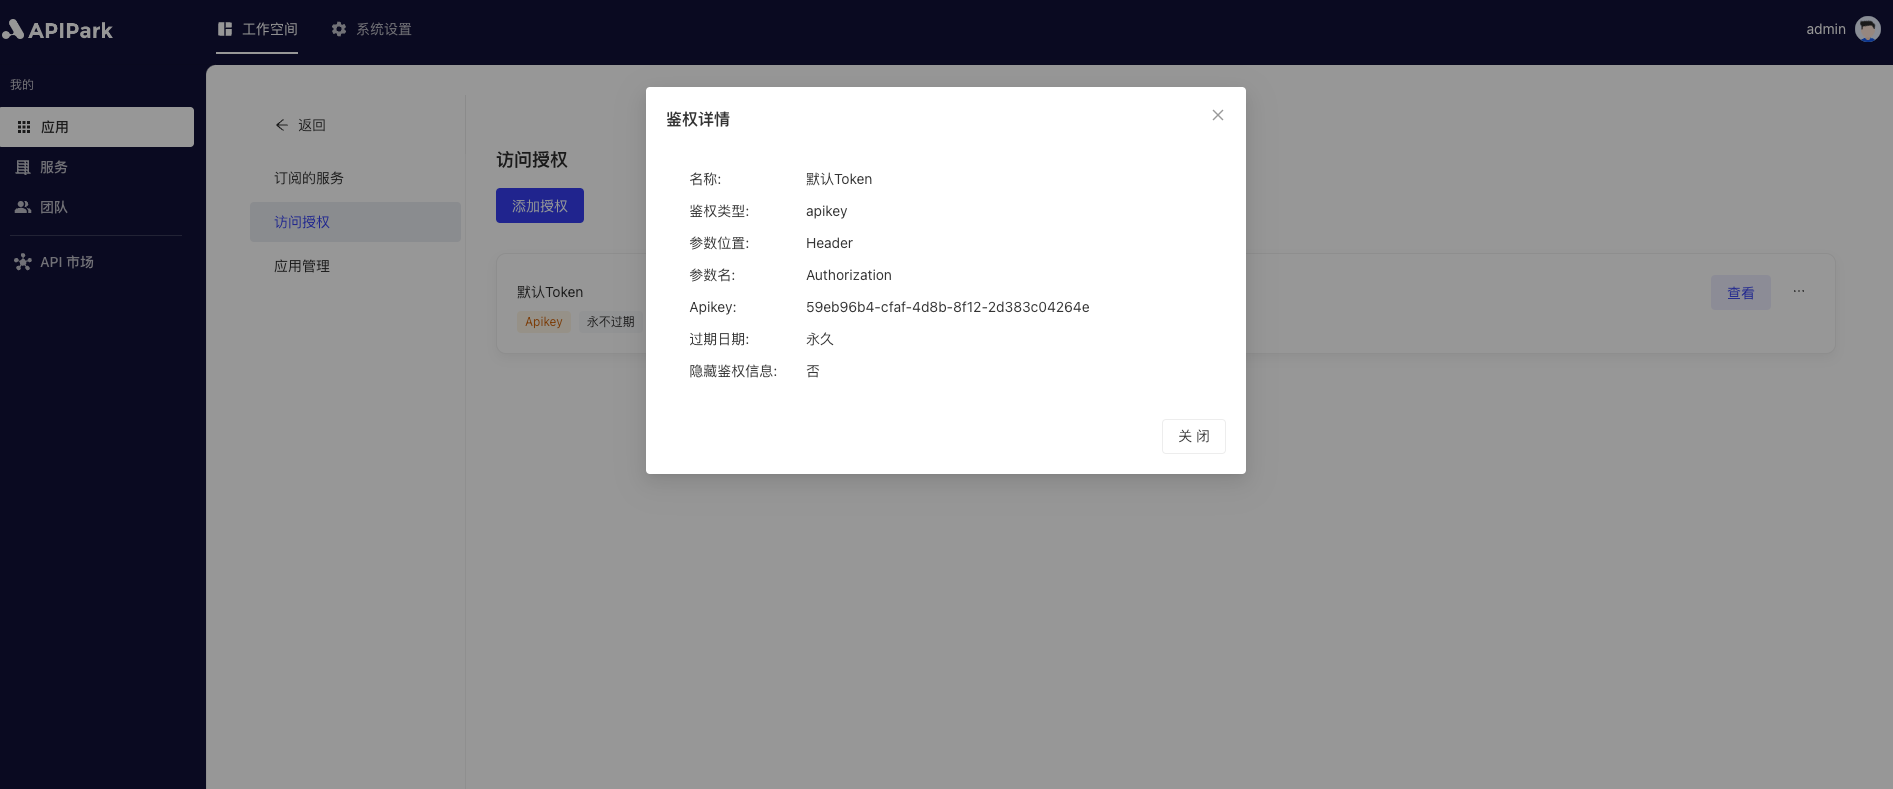 APIPark
工作空间
系统设置
admin
我的
应用
服务
团队
API 市场
返回
订阅的服务
访问授权
应用管理
访问授权
添加授权
默认Token
Apikey 永不过期
查看
...
鉴权详情
名称: 默认Token
鉴权类型: apikey
参数位置: Header
参数名: Authorization
Apikey: 59eb96b4-cfaf-4d8b-8f12-2d383c04264e
过期日期: 永久
隐藏鉴权信息: 否
关 闭